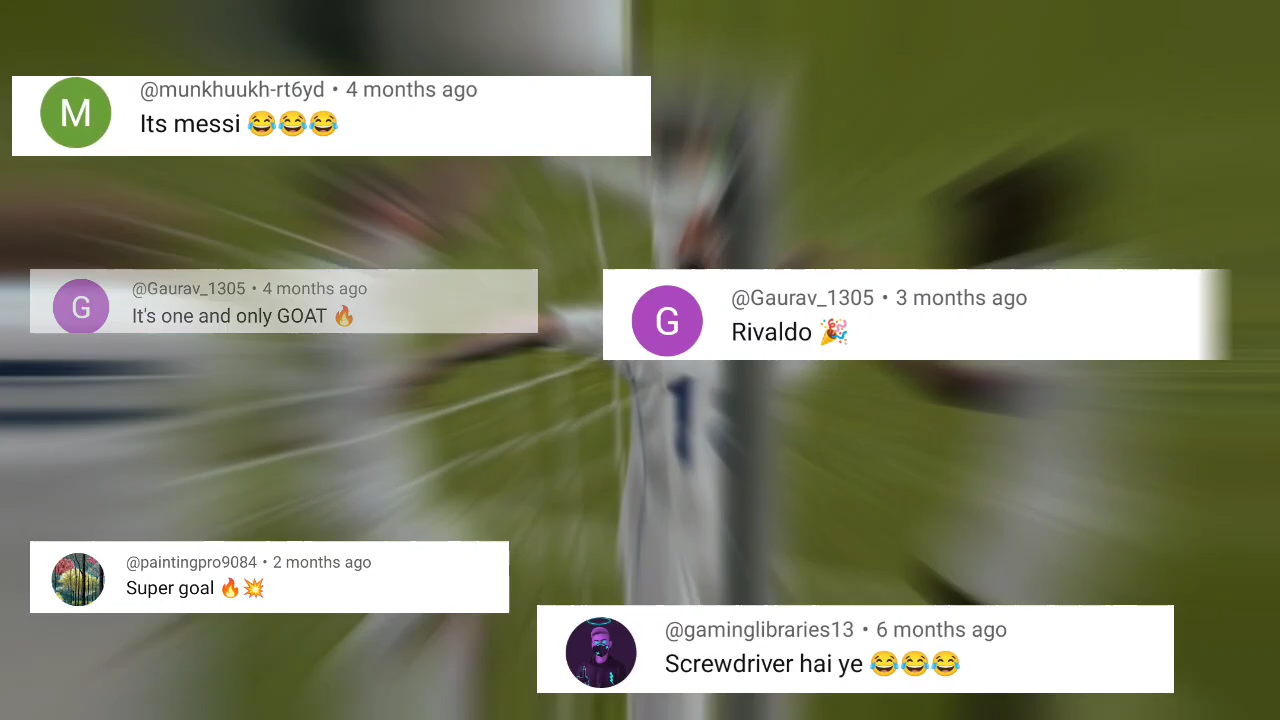 M
@munkhuukh-rt6yd • 4 months ago
Its messi 😂😂😂
G
@Gaurav_1305 • 4 months ago
It's one and only GOAT 🔥
G
@Gaurav_1305 • 3 months ago
Rivaldo 🎉
1
@paintingpro9084 • 2 months ago
Super goal 🔥💥
@gaminglibraries13 • 6 months ago
Screwdriver hai ye 😂😂😂